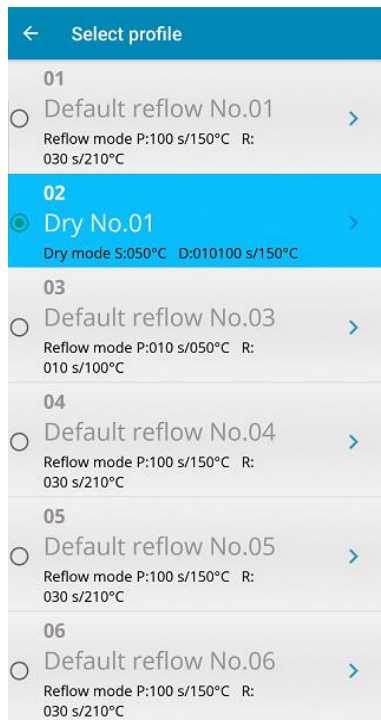 Select profile
01
Default reflow No.01
Reflow mode P:100 s/150°C R:
030 s/210°C
02
Dry No.01
Dry mode S:050°C D:010100 s/150°C
03
Default reflow No.03
Reflow mode P:010 s/050°C R:
010 s/100°C
04
Default reflow No.04
Reflow mode P:100 s/150°C R:
030 s/210°C
05
Default reflow No.05
Reflow mode P:100 s/150°C R:
030 s/210°C
06
Default reflow No.06
Reflow mode P:100 s/150°C R:
030 s/210°C